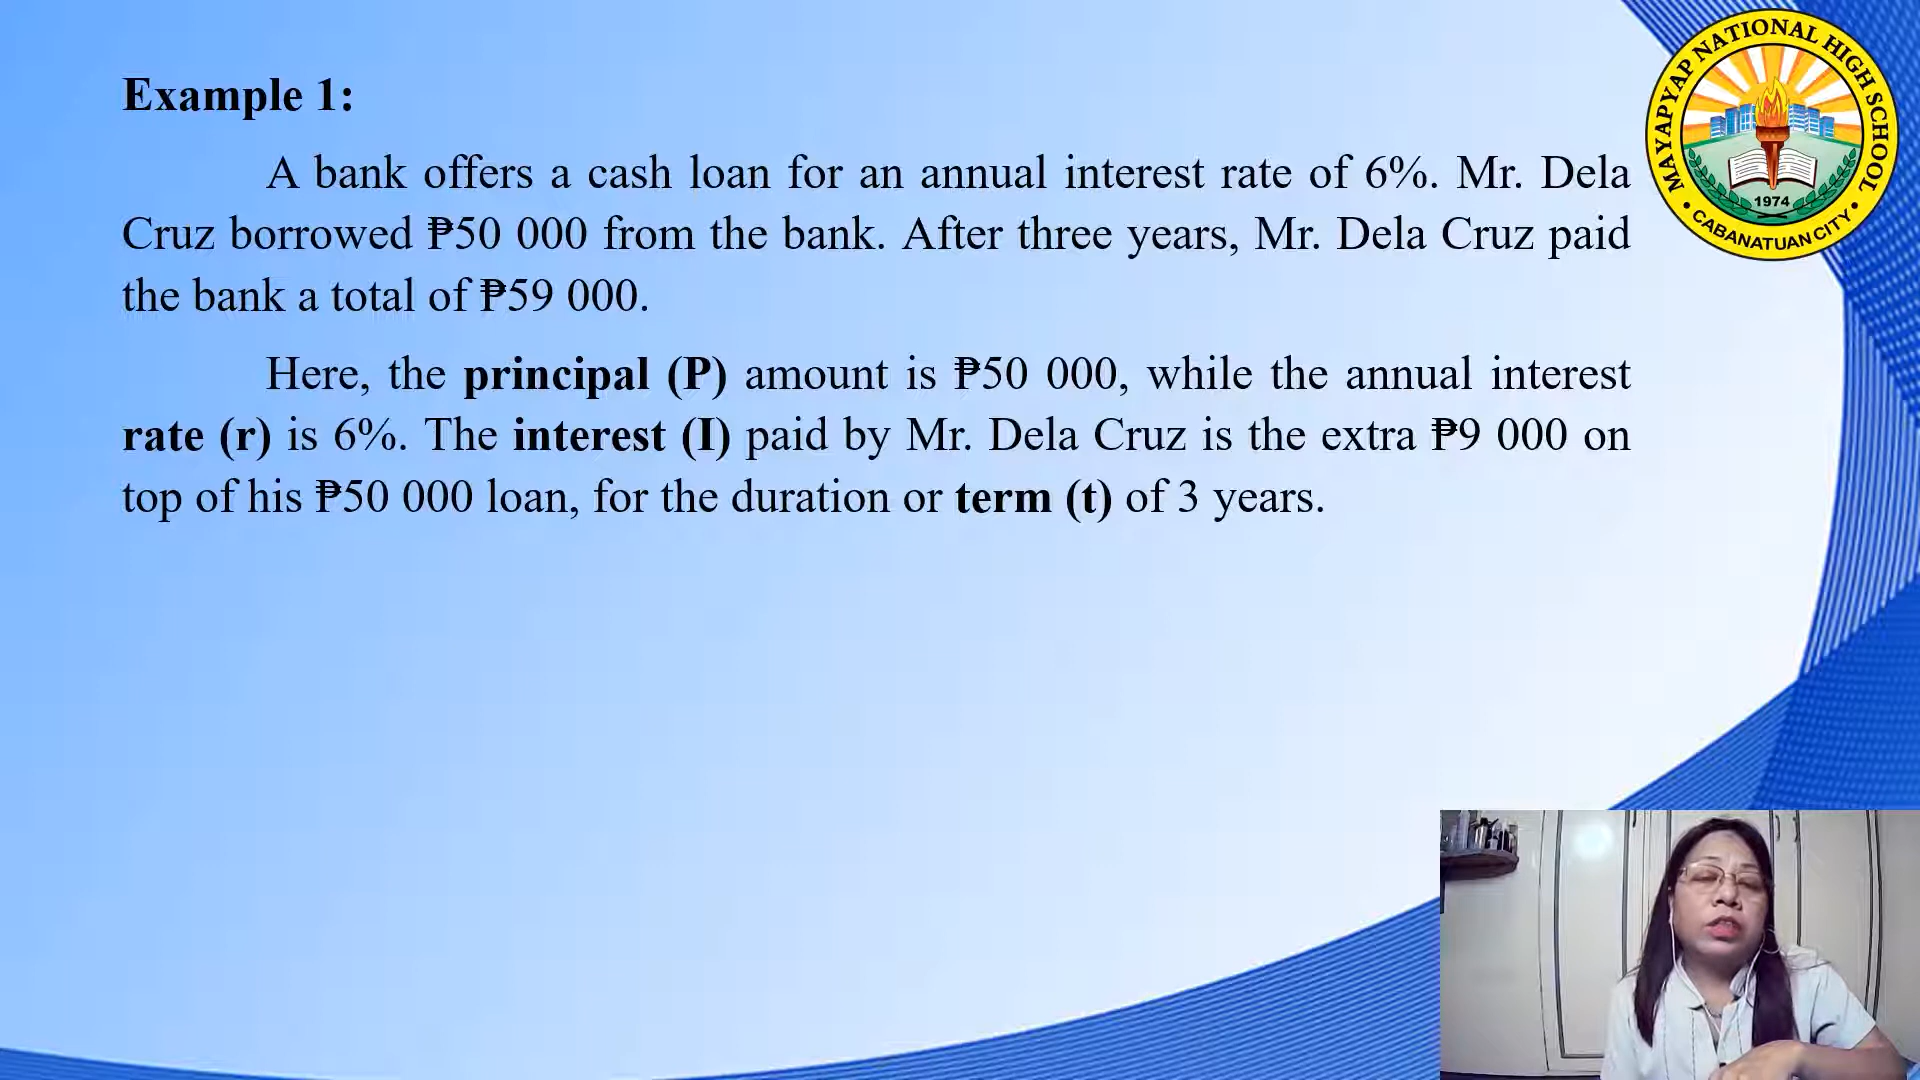 Example 1:
A bank offers a cash loan for an annual interest rate of 6%. Mr. Dela
Cruz borrowed ₱50 000 from the bank. After three years, Mr. Dela Cruz paid
the bank a total of ₱59 000.
Here, the principal (P) amount is ₱50 000, while the annual interest
rate (r) is 6%. The interest (I) paid by Mr. Dela Cruz is the extra ₱9 000 on
top of his ₱50 000 loan, for the duration or term (t) of 3 years.
MAYAPYAP NATIONAL HIGH SCHOOL
1974
• CABANATUAN CITY •